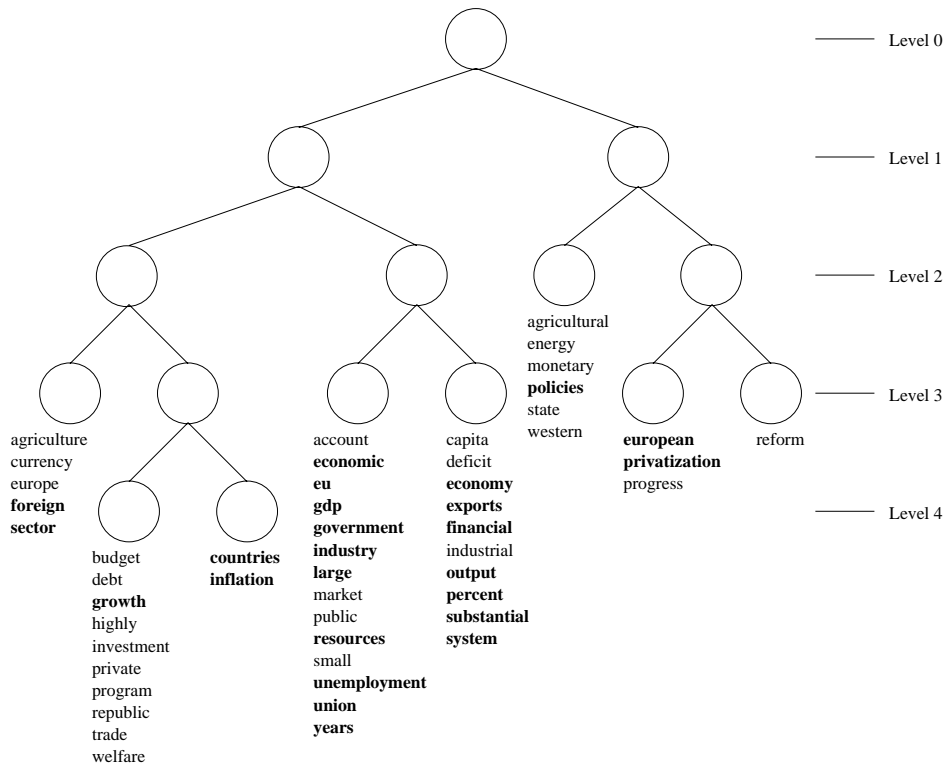 Level 0
Level 1
Level 2
agricultural
energy
monetary
policies
state
western
Level 3
agriculture
currency
europe
foreign
sector
account
economic
eu
gdp
government
industry
large
market
public
resources
small
unemployment
union
years
capita
deficit
economy
exports
financial
industrial
output
percent
substantial
system
european
privatization
progress
reform
Level 4
budget
debt
growth
highly
investment
private
program
republic
trade
welfare
countries
inflation